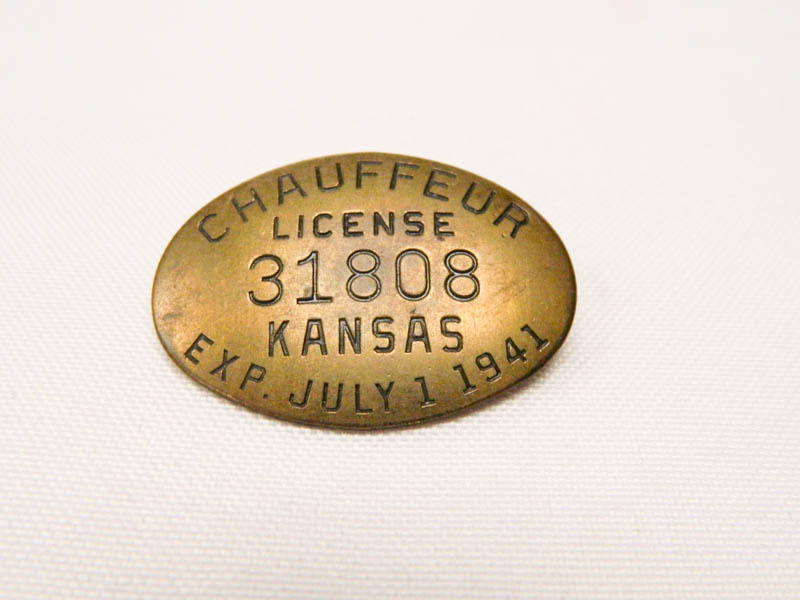 CHAUFFEUR
LICENSE
31808
KANSAS
EXP. JULY 1 1941